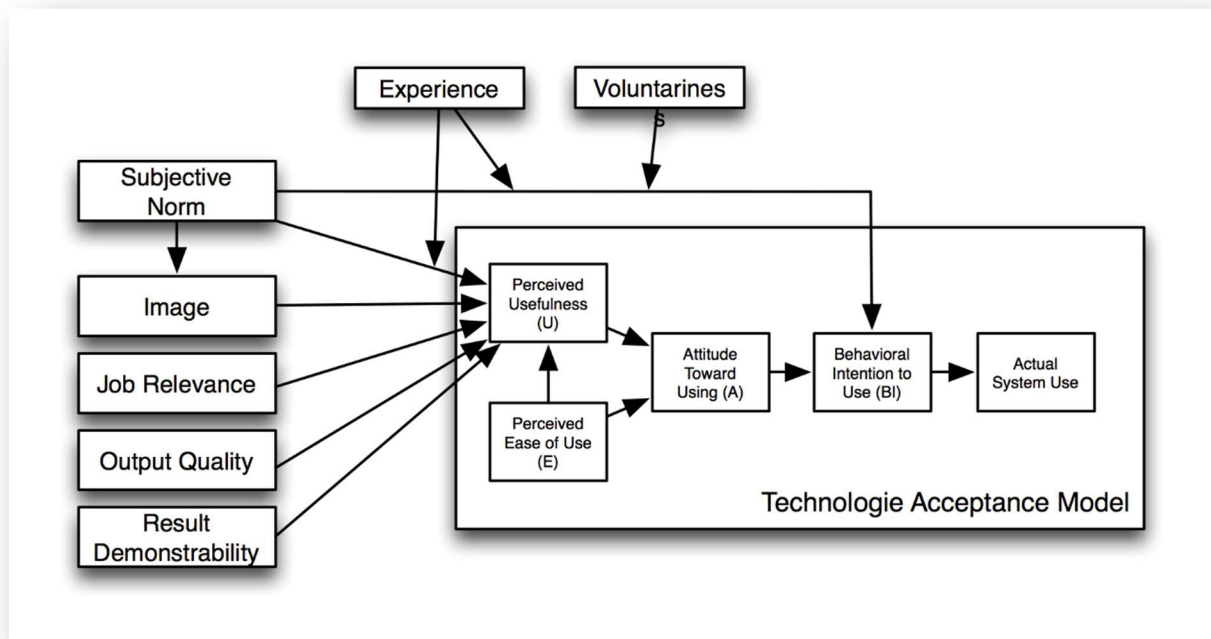 Experience
Voluntarines
s
Subjective
Norm
Image
Job Relevance
Output Quality
Result
Demonstrability
Perceived
Usefulness
(U)
Perceived
Ease of Use
(E)
Attitude
Toward
Using (A)
Behavioral
Intention to
Use (BI)
Actual
System Use
Technologie Acceptance Model